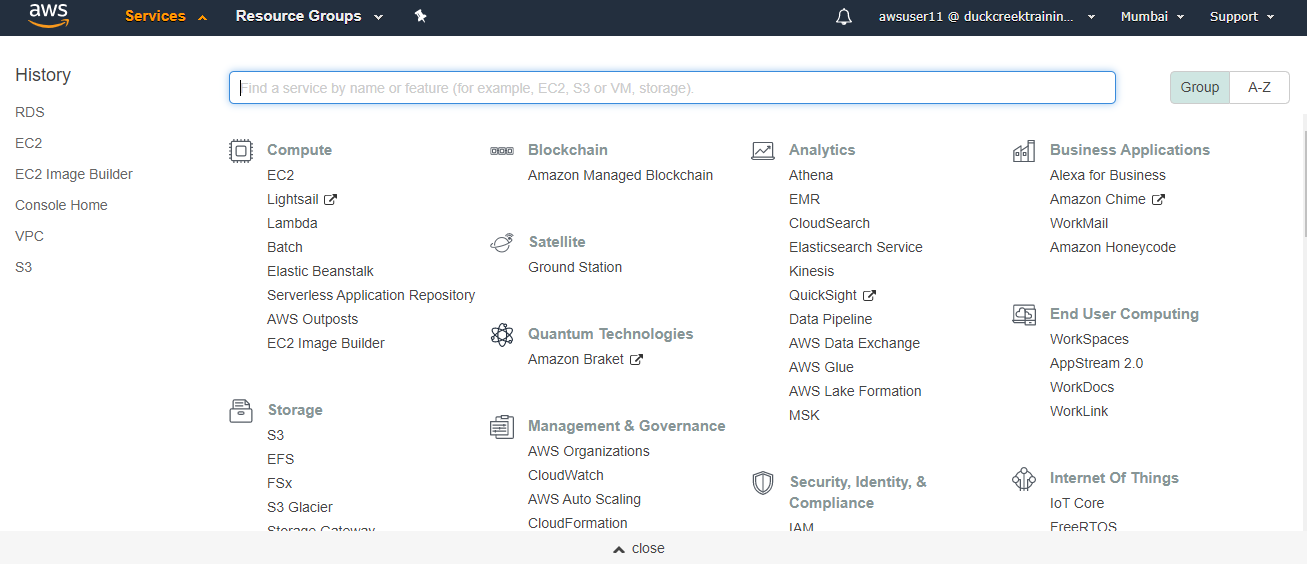 aws
Services
Resource Groups
awsuser11 @ duckcreektrainin...
Mumbai
Support
History
RDS
EC2
EC2 Image Builder
Console Home
VPC
S3
Find a service by name or feature (for example, EC2, S3 or VM, storage).
Group
A-Z
Compute
EC2
Lightsail
Lambda
Batch
Elastic Beanstalk
Serverless Application Repository
AWS Outposts
EC2 Image Builder
Storage
S3
EFS
FSx
S3 Glacier
Storage Gateway
Blockchain
Amazon Managed Blockchain
Satellite
Ground Station
Quantum Technologies
Amazon Braket
Management & Governance
AWS Organizations
CloudWatch
AWS Auto Scaling
CloudFormation
Analytics
Athena
EMR
CloudSearch
Elasticsearch Service
Kinesis
QuickSight
Data Pipeline
AWS Data Exchange
AWS Glue
AWS Lake Formation
MSK
Security, Identity, &
Compliance
IAM
Business Applications
Alexa for Business
Amazon Chime
WorkMail
Amazon Honeycode
End User Computing
WorkSpaces
AppStream 2.0
WorkDocs
WorkLink
Internet Of Things
IoT Core
FreeRTOS
close